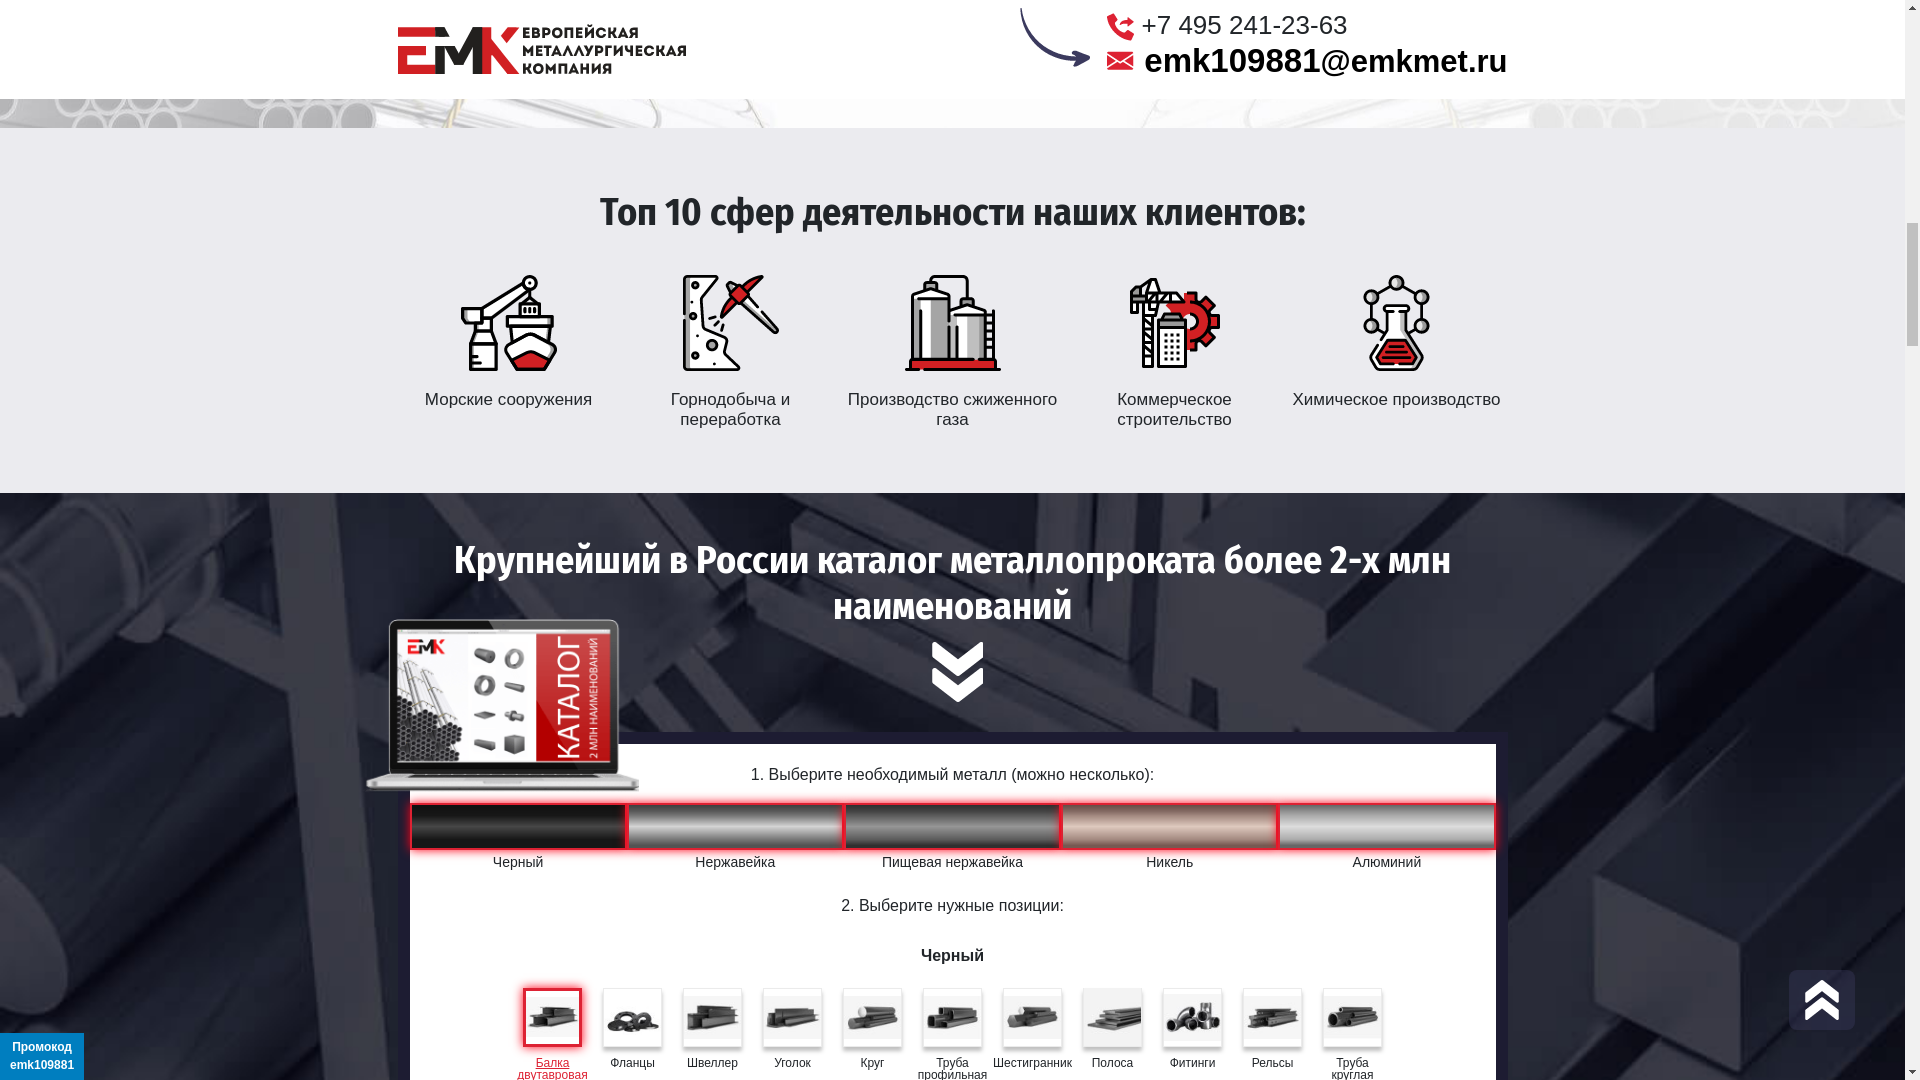 ЕМК ЕВРОПЕЙСКАЯ
МЕТАЛЛУРГИЧЕСКАЯ
КОМПАНИЯ
+7 495 241-23-63
emk109881@emkmet.ru
Топ 10 сфер деятельности наших клиентов:
Морские сооружения
Горнодобыча и
переработка
Производство сжиженного
газа
Коммерческое
строительство
Химическое производство
Крупнейший в России каталог металлопроката более 2-х млн
наименований
ЕМК
КАТАЛОГ
2 МЛН НАИМЕНОВАНИЙ
1. Выберите необходимый металл (можно несколько):
Черный
Нержавейка
Пищевая нержавейка
Никель
Алюминий
2. Выберите нужные позиции:
Черный
Балка
двутавровая
Фланцы
Швеллер
Уголок
Круг
Труба
профильная
Шестигранник
Полоса
Фитинги
Рельсы
Труба
круглая
Промокод
emk109881